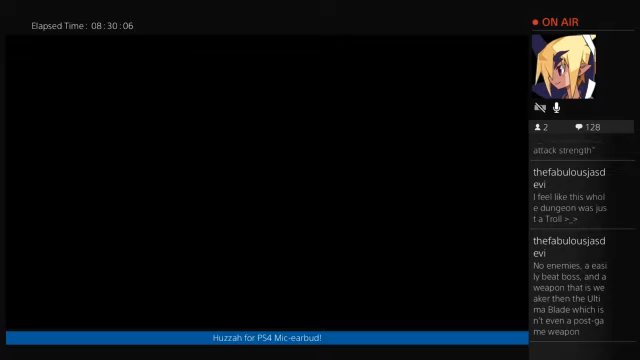 Elapsed Time : 08 : 30 : 06
ON AIR
2
128
attack strength"
thefabulousjasd
evi
I feel like this whol
e dungeon was jus
t a Troll >_>
thefabulousjasd
evi
No enemies, a easi
ly beat boss, and a
weapon that is we
aker then the Ulti
ma Blade which is
n't even a post-ga
me weapon
Huzzah for PS4 Mic-earbud!